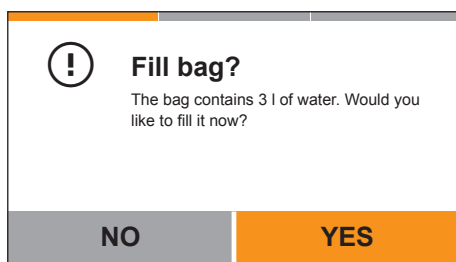 Fill bag?
The bag contains 3 l of water. Would you
like to fill it now?
NO
YES